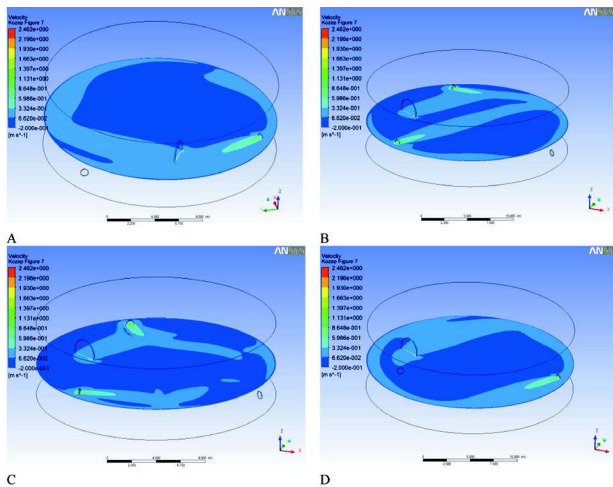 ANSYS
Velocity
Kozep Figure 7
2.462e+000
2.196e+000
1.930e+000
1.663e+000
1.397e+000
1.131e+000
8.648e-001
5.986e-001
3.324e-001
6.620e-002
-2.000e-001
[m s^-1]
A
ANSYS
Velocity
Kozep Figure 7
2.462e+000
2.196e+000
1.930e+000
1.663e+000
1.397e+000
1.131e+000
8.648e-001
5.986e-001
3.324e-001
6.620e-002
-2.000e-001
[m s^-1]
B
ANSYS
Velocity
Kozep Figure 7
2.462e+000
2.196e+000
1.930e+000
1.663e+000
1.397e+000
1.131e+000
8.648e-001
5.986e-001
3.324e-001
6.620e-002
-2.000e-001
[m s^-1]
C
ANSYS
Velocity
Kozep Figure 7
2.462e+000
2.196e+000
1.930e+000
1.663e+000
1.397e+000
1.131e+000
8.648e-001
5.986e-001
3.324e-001
6.620e-002
-2.000e-001
[m s^-1]
D